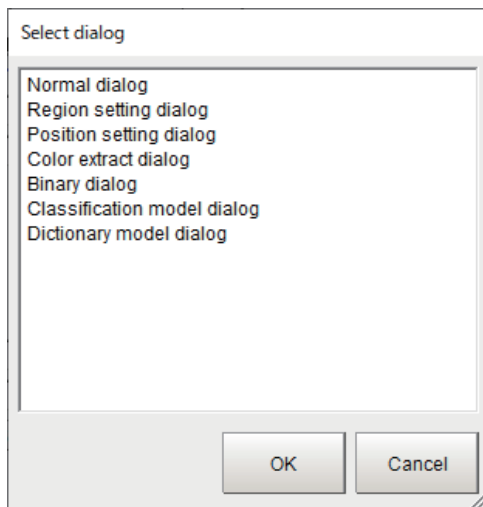 Select dialog
Normal dialog
Region setting dialog
Position setting dialog
Color extract dialog
Binary dialog
Classification model dialog
Dictionary model dialog
OK Cancel